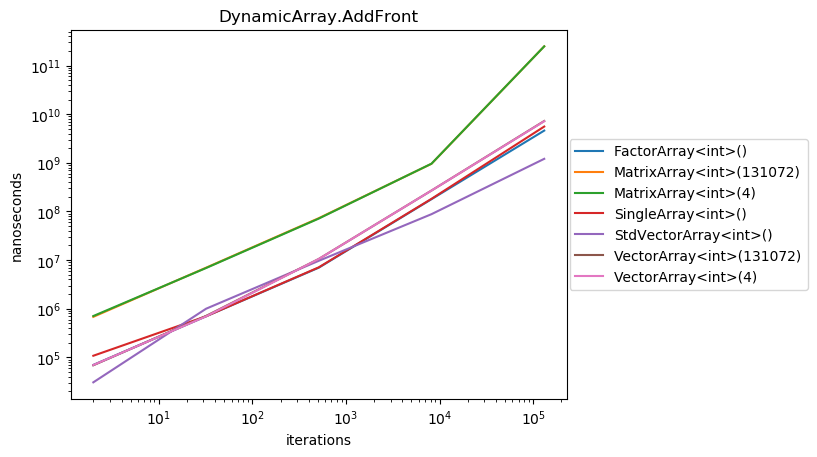 DynamicArray.AddFront
nanoseconds
10^11
10^10
10^9
10^8
10^7
10^6
10^5
10^1
10^2
10^3
10^4
10^5
iterations
FactorArray<int>()
MatrixArray<int>(131072)
MatrixArray<int>(4)
SingleArray<int>()
StdVectorArray<int>()
VectorArray<int>(131072)
VectorArray<int>(4)